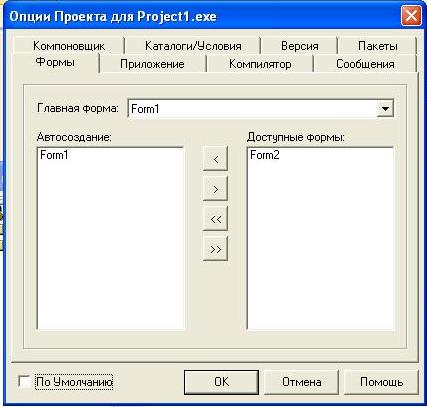 Опции Проекта для Project1.exe
Компоновщик Каталоги/Условия Версия Пакеты
Формы Приложение Компилятор Сообщения
Главная форма: Form1
Автосоздание: Доступные формы:
Form1 < Form2
>
<<
>>
По Умолчанию OK Отмена Помощь